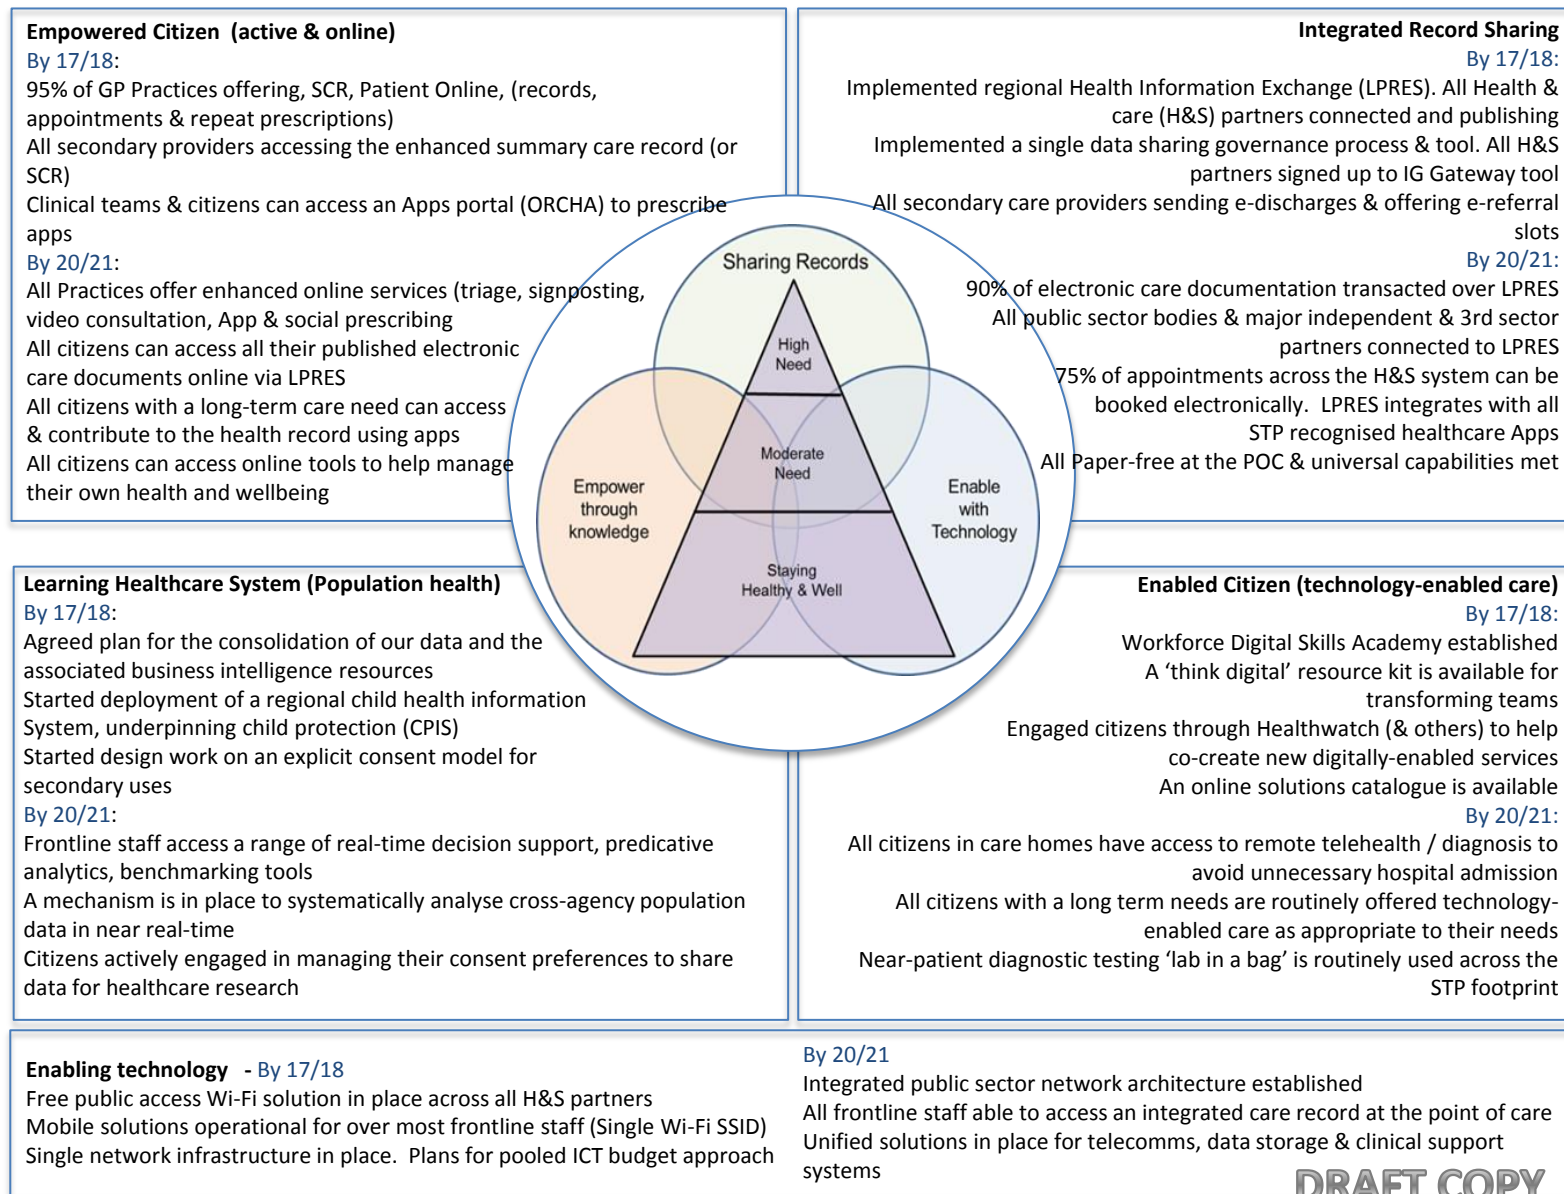 Empowered Citizen (active & online)
By 17/18:
95% of GP Practices offering, SCR, Patient Online, (records,
appointments & repeat prescriptions)
All secondary providers accessing the enhanced summary care record (or
SCR)
Clinical teams & citizens can access an Apps portal (ORCHA) to prescribe
apps
By 20/21:
All Practices offer enhanced online services (triage, signposting,
video consultation, App & social prescribing
All citizens can access all their published electronic
care documents online via LPRES
All citizens with a long-term care need can access
& contribute to the health record using apps
All citizens can access online tools to help manage
their own health and wellbeing
Integrated Record Sharing
By 17/18:
Implemented regional Health Information Exchange (LPRES). All Health &
care (H&S) partners connected and publishing
Implemented a single data sharing governance process & tool. All H&S
partners signed up to IG Gateway tool
All secondary care providers sending e-discharges & offering e-referral
slots
By 20/21:
90% of electronic care documentation transacted over LPRES
All public sector bodies & major independent & 3rd sector
partners connected to LPRES
75% of appointments across the H&S system can be
booked electronically. LPRES integrates with all
STP recognised healthcare Apps
All Paper-free at the POC & universal capabilities met
Sharing Records
High
Need
Moderate
Need
Empower
through
knowledge
Enable
with
Technology
Staying
Healthy & Well
Learning Healthcare System (Population health)
By 17/18:
Agreed plan for the consolidation of our data and the
associated business intelligence resources
Started deployment of a regional child health information
System, underpinning child protection (CPIS)
Started design work on an explicit consent model for
secondary uses
By 20/21:
Frontline staff access a range of real-time decision support, predicative
analytics, benchmarking tools
A mechanism is in place to systematically analyse cross-agency population
data in near real-time
Citizens actively engaged in managing their consent preferences to share
data for healthcare research
Enabled Citizen (technology-enabled care)
By 17/18:
Workforce Digital Skills Academy established
A ‘think digital’ resource kit is available for
transforming teams
Engaged citizens through Healthwatch (& others) to help
co-create new digitally-enabled services
An online solutions catalogue is available
By 20/21:
All citizens in care homes have access to remote telehealth / diagnosis to
avoid unnecessary hospital admission
All citizens with a long term needs are routinely offered technology-
enabled care as appropriate to their needs
Near-patient diagnostic testing ‘lab in a bag’ is routinely used across the
STP footprint
Enabling technology - By 17/18
Free public access Wi-Fi solution in place across all H&S partners
Mobile solutions operational for over most frontline staff (Single Wi-Fi SSID)
Single network infrastructure in place. Plans for pooled ICT budget approach
By 20/21
Integrated public sector network architecture established
All frontline staff able to access an integrated care record at the point of care
Unified solutions in place for telecomms, data storage & clinical support
systems
DRAFT COPY